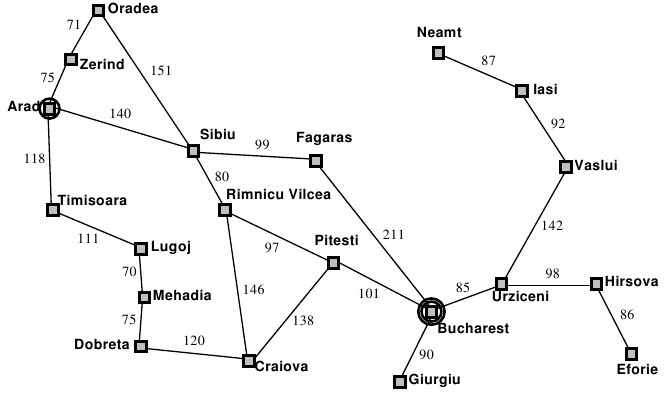 Oradea
71
Neamt
Zerind
87
75
151
Iasi
Arad
140
92
Sibiu
Fagaras
99
118
Vaslui
80
Timisoara
Rimnicu Vilcea
142
111
Lugoj
97
Pitesti
211
70
98
Hirsova
146
101
85
Urziceni
Mehadia
138
86
75
Bucharest
Dobreta
120
90
Craiova
Eforie
Giurgiu